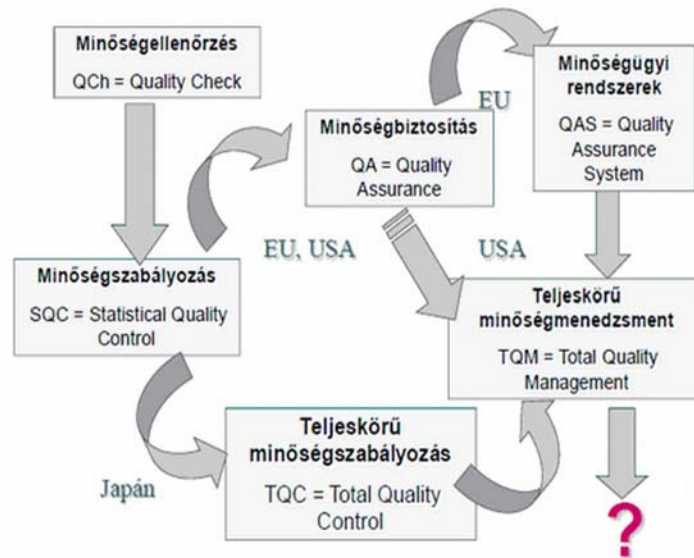 Minőségellenőrzés
QCh = Quality Check
EU
Minőségügyi
rendszerek
QAS = Quality
Assurance
System
Minőségbiztosítás
QA = Quality
Assurance
EU, USA
USA
Minőségszabályozás
SQC = Statistical Quality
Control
Teljeskörű
minőségmenedzsment
TQM = Total Quality
Management
Japán
Teljeskörű
minőségszabályozás
TQC = Total Quality
Control
?